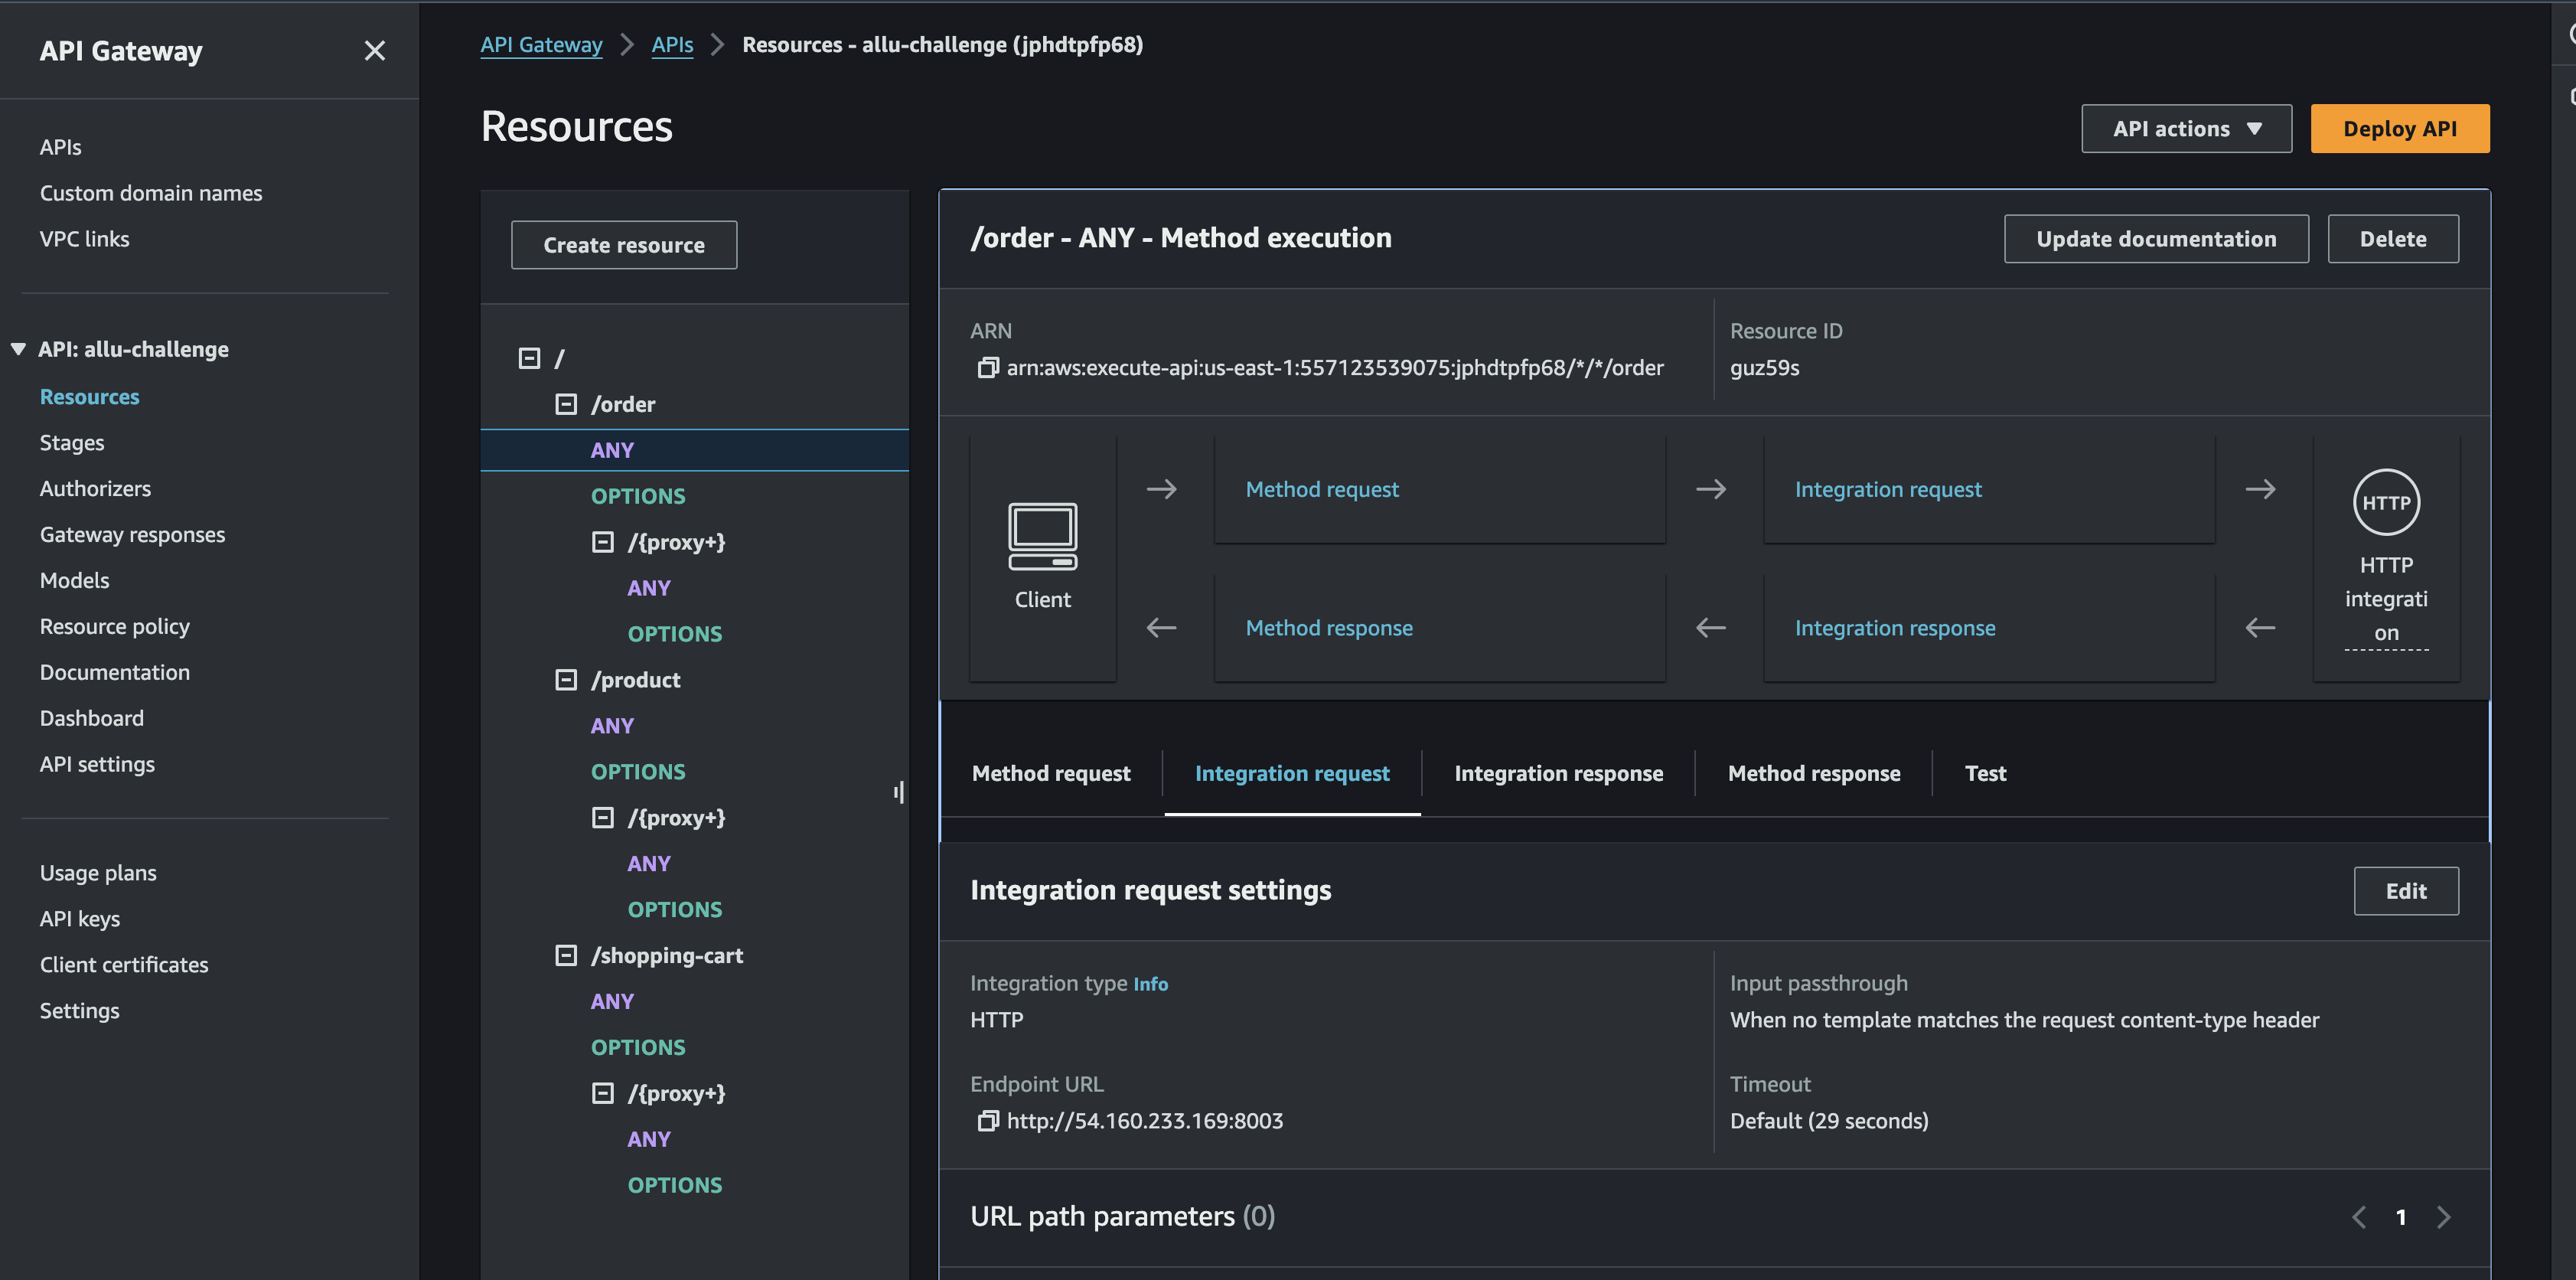 API Gateway
APIs
Custom domain names
VPC links
API: allu-challenge
Resources
Stages
Authorizers
Gateway responses
Models
Resource policy
Documentation
Dashboard
API settings
Usage plans
API keys
Client certificates
Settings
API Gateway > APIs > Resources - allu-challenge (jphdtpfp68)
Resources
API actions
Deploy API
Create resource
/
/order
ANY
OPTIONS
/{proxy+}
ANY
OPTIONS
/product
ANY
OPTIONS
/{proxy+}
ANY
OPTIONS
/shopping-cart
ANY
OPTIONS
/{proxy+}
ANY
OPTIONS
/order - ANY - Method execution
Update documentation
Delete
ARN
arn:aws:execute-api:us-east-1:557123539075:jphdtpfp68/*/*/order
Resource ID
guz59s
Client
Method request
Integration request
Method response
Integration response
HTTP
HTTP
integrati
on
Method request
Integration request
Integration response
Method response
Test
Integration request settings
Edit
Integration type Info
HTTP
Input passthrough
When no template matches the request content-type header
Endpoint URL
http://54.160.233.169:8003
Timeout
Default (29 seconds)
URL path parameters (0)
1